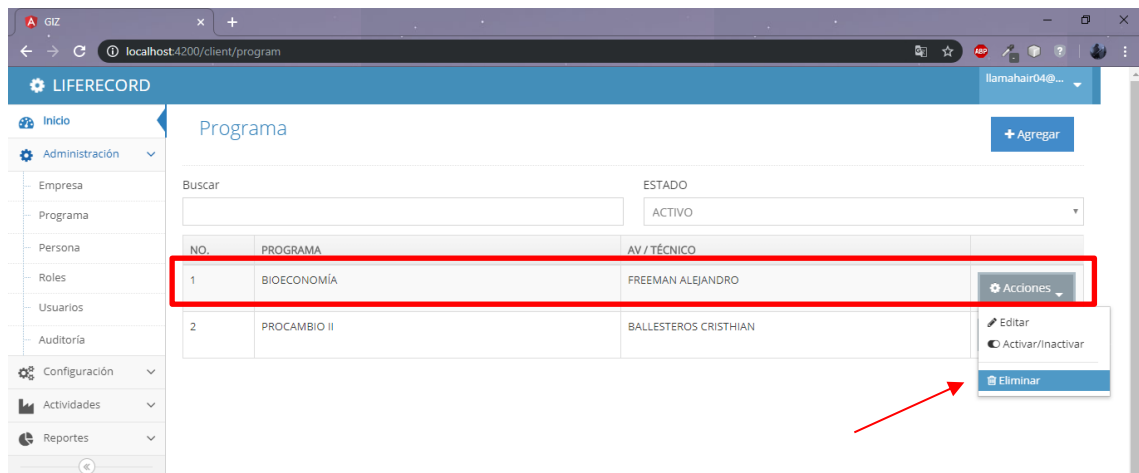 GIZ
localhost:4200/client/program
ABP
LIFERECORD
llamahair04@...
Inicio
Programa
+ Agregar
Administración
Empresa
Buscar
ESTADO
Programa
ACTIVO
Persona
NO. PROGRAMA AV / TÉCNICO
Roles
1 BIOECONOMÍA FREEMAN ALEJANDRO Acciones
Usuarios
2 PROCAMBIO II BALLESTEROS CRISTHIAN
Editar
Auditoría
Activar/Inactivar
Configuración
Eliminar
Actividades
Reportes